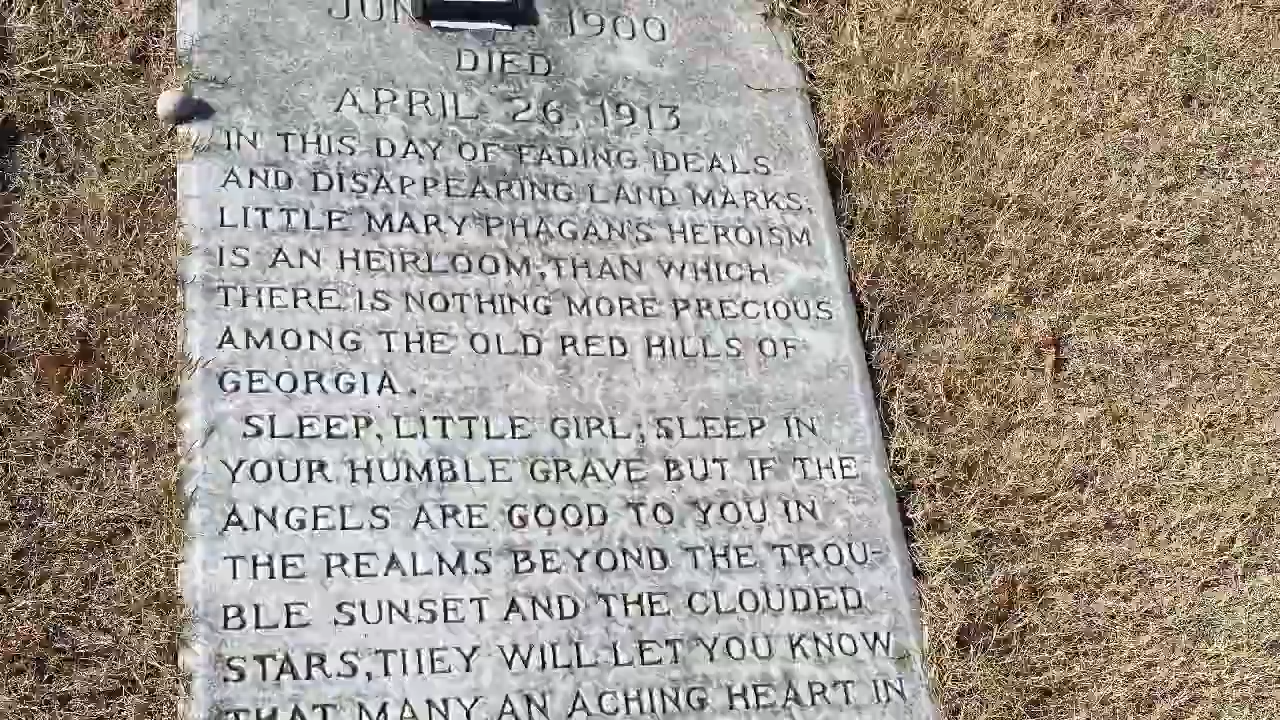 1900
DIED
APRIL 26, 1913
IN THIS DAY OF FADING IDEALS
AND DISAPPEARING LAND MARKS,
LITTLE MARY PHAGAN'S HEROISM
IS AN HEIRLOOM, THAN WHICH
THERE IS NOTHING MORE PRECIOUS
AMONG THE OLD RED HILLS OF
GEORGIA.
SLEEP, LITTLE GIRL, SLEEP IN
YOUR HUMBLE GRAVE BUT IF THE
ANGELS ARE GOOD TO YOU IN
THE REALMS BEYOND THE TROU-
BLE SUNSET AND THE CLOUDED
STARS, THEY WILL LET YOU KNOW
THAT MANY AN ACHING HEART IN